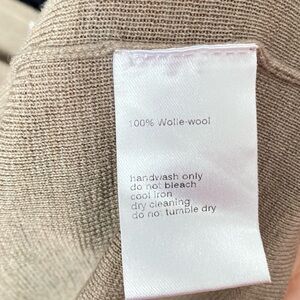 100% Wolle-wool
handwash only
do not bleach
cool iron
dry cleaning
do not tumble dry